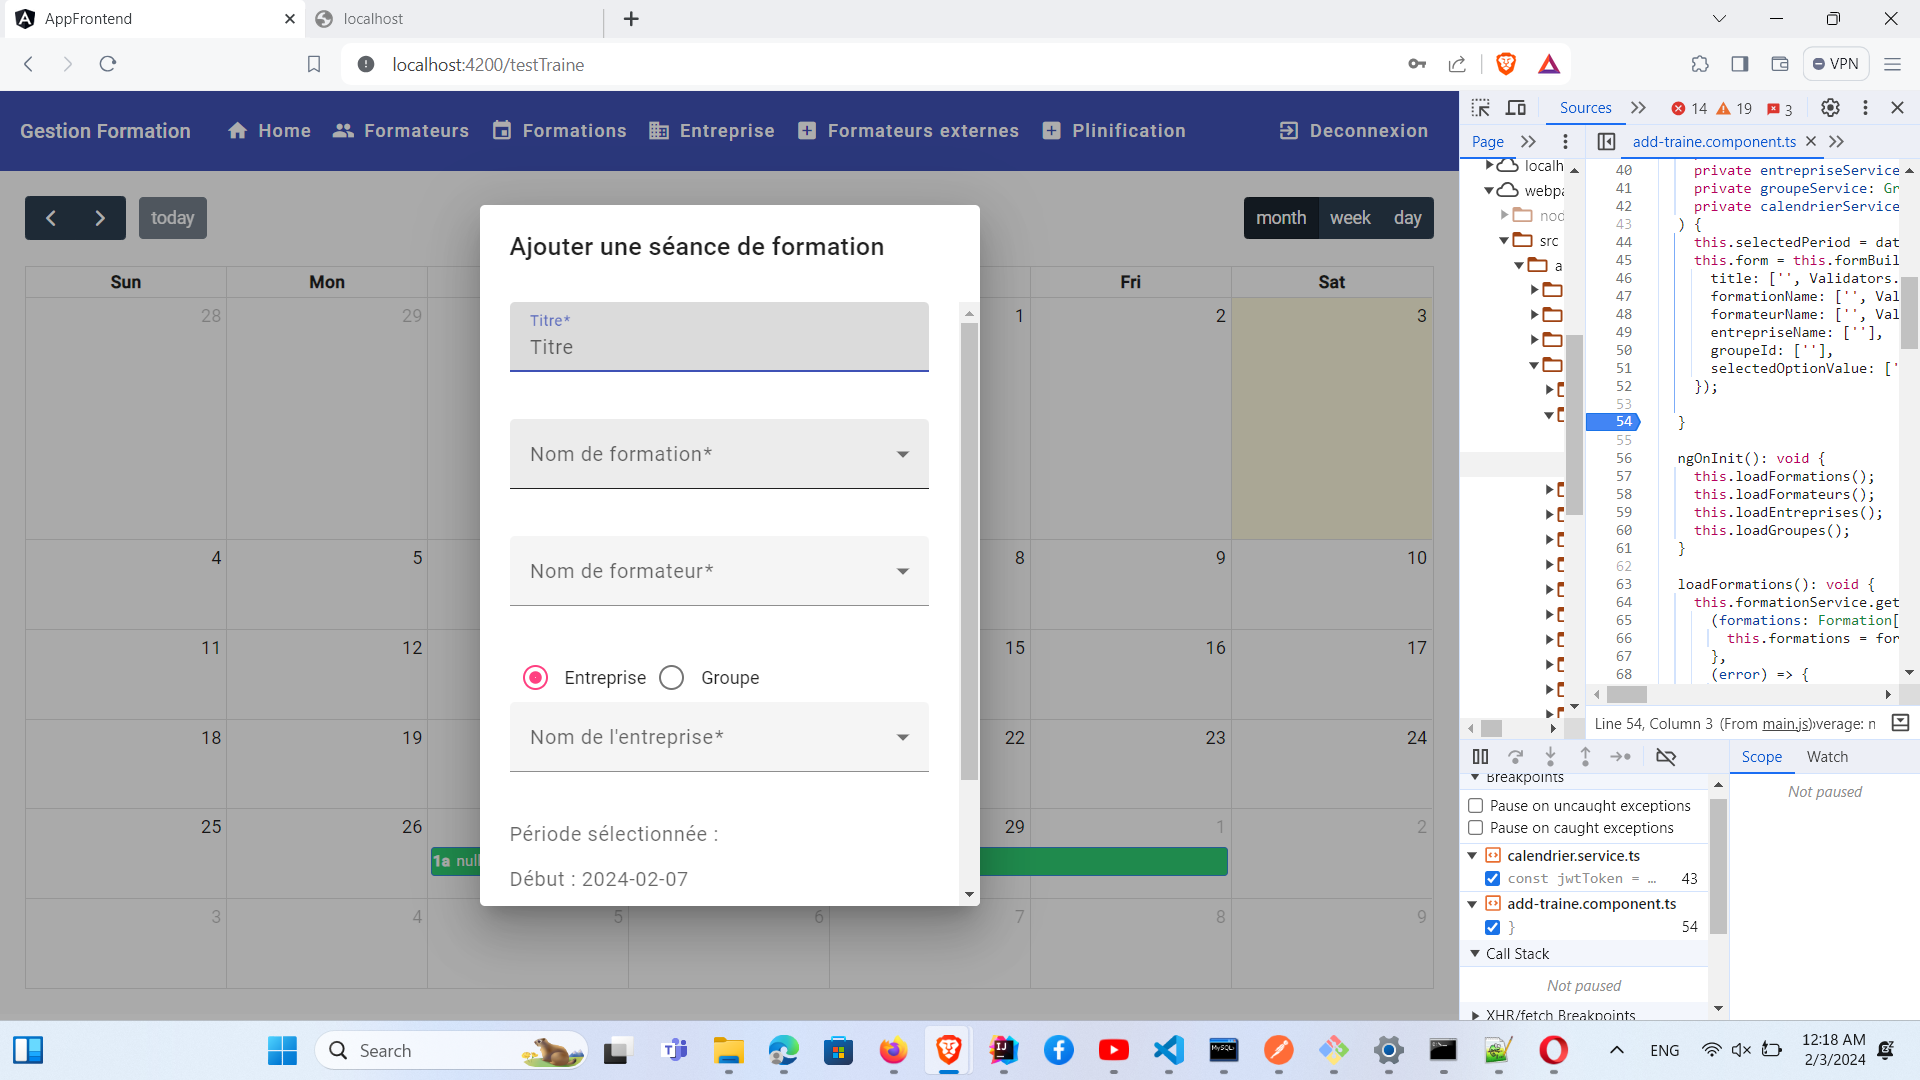 AppFrontend
localhost
localhost:4200/testTraine
VPN
Gestion Formation
Home
Formateurs
Formations
Entreprise
Formateurs externes
Plinification
Deconnexion
today
month
week
day
Sun
Mon
Fri
Sat
28
29
1
2
3
4
5
8
9
10
11
12
15
16
17
18
19
22
23
24
25
26
29
1
2
1a null
3
4
5
6
7
8
9
Ajouter une séance de formation
Titre*
Titre
Nom de formation*
Nom de formateur*
Entreprise
Groupe
Nom de l'entreprise*
Période sélectionnée :
Début : 2024-02-07
Sources
14
19
3
Page
add-traine.component.ts
localh
webpa
nod
src
a
40 private entrepriseService
41 private groupeService: Gr
42 private calendrierService
43 ) {
44 this.selectedPeriod = dat
45 this.form = this.formBuil
46 title: ['', Validators.
47 formationName: ['', Val
48 formateurName: ['', Val
49 entrepriseName: [''],
50 groupeId: [''],
51 selectedOptionValue: ['
52 });
53
54 }
55
56 ngOnInit(): void {
57 this.loadFormations();
58 this.loadFormateurs();
59 this.loadEntreprises();
60 this.loadGroupes();
61 }
62
63 loadFormations(): void {
64 this.formationService.get
65 (formations: Formation[
66 this.formations = for
67 },
68 (error) => {
Line 54, Column 3 (From main.js) verage: n
Scope
Watch
Not paused
Breakpoints
Pause on uncaught exceptions
Pause on caught exceptions
calendrier.service.ts
const jwtToken = … 43
add-traine.component.ts
} 54
Call Stack
Not paused
XHR/fetch Breakpoints
Search
ENG
12:18 AM
2/3/2024